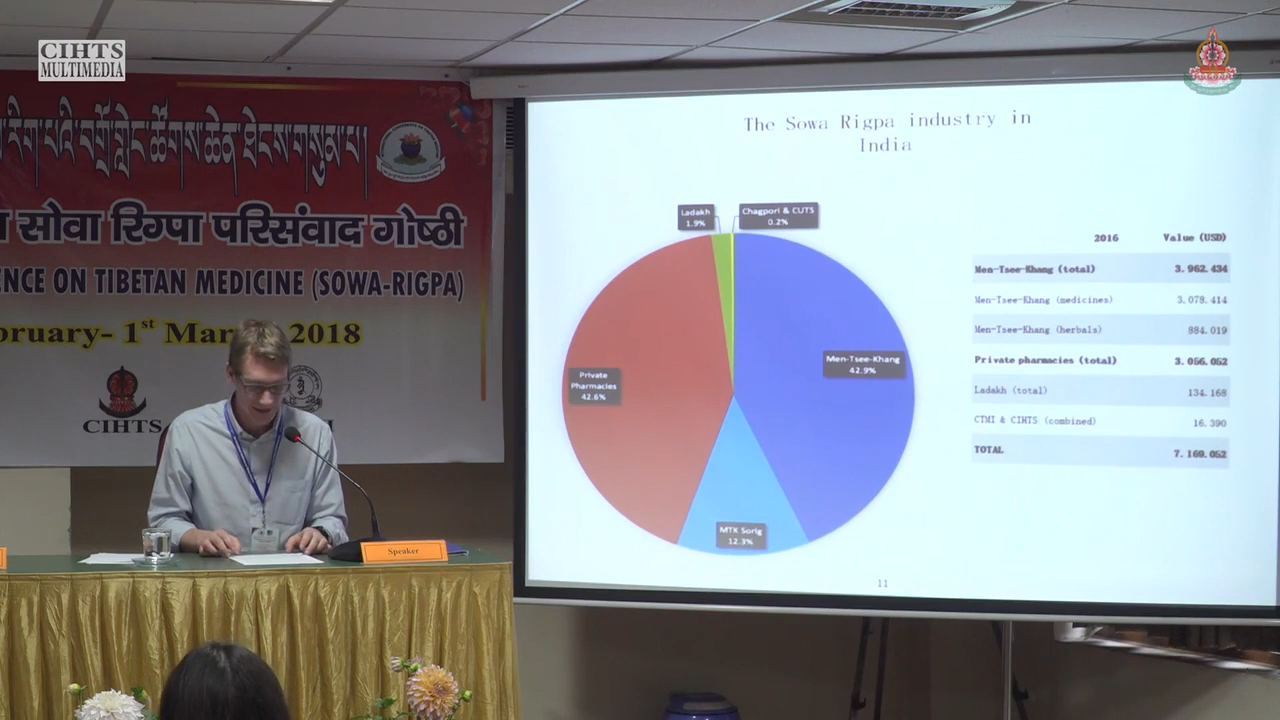 CIHTS
MULTIMEDIA
सोवा रिग्पा परिसंवाद गोष्ठी
ENCE ON TIBETAN MEDICINE (SOWA-RIGPA)
bruary- 1st Mar 2018
CIHTS
Speaker
The Sowa Rigpa industry in
India
Ladakh
1.9%
Chagpori & CUTS
0.2%
Men-Tsee-Khang
42.9%
Private
Pharmacies
42.6%
MTK Sorig
12.3%
2016 Value (USD)
Men-Tsee-Khang (total) 3.962.434
Men-Tsee-Khang (medicines) 3.078.414
Men-Tsee-Khang (herbals) 884.019
Private pharmacies (total) 3.056.052
Ladakh (total) 134.168
CTMI & CIHTS (combined) 16.390
TOTAL 7.169.052
11